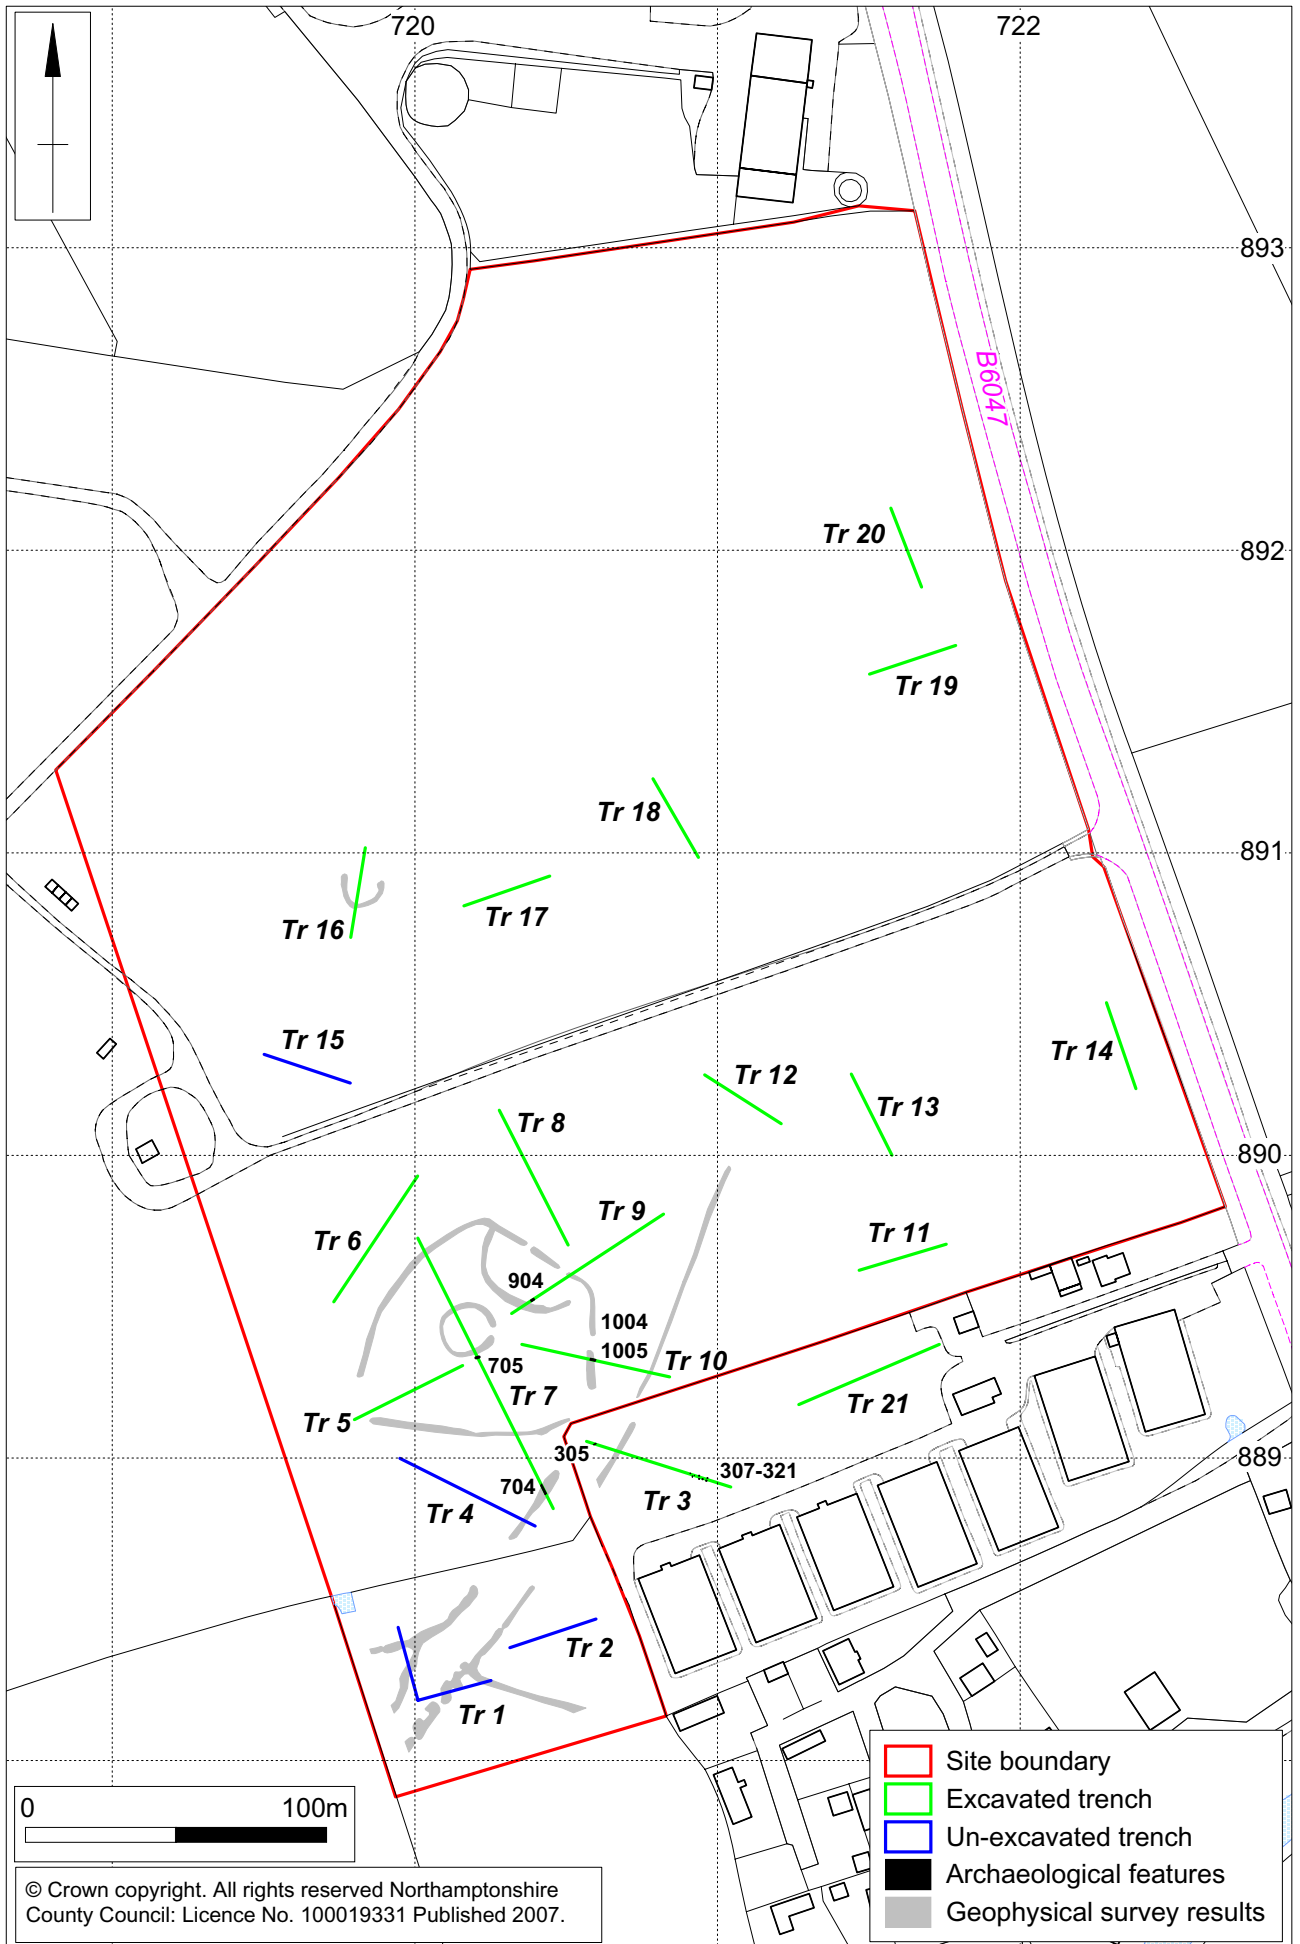 720
722
893
B6047
Tr 20
892
Tr 19
Tr 18
891
Tr 16
Tr 17
Tr 15
Tr 14
Tr 12
Tr 13
Tr 8
890
Tr 9
Tr 6
Tr 11
904
1004
1005
Tr 10
705
Tr 7
Tr 5
Tr 21
305
889
307-321
704
Tr 3
Tr 4
Tr 2
Tr 1
Site boundary
Excavated trench
Un-excavated trench
Archaeological features
Geophysical survey results
0 100m
© Crown copyright. All rights reserved Northamptonshire
County Council: Licence No. 100019331 Published 2007.